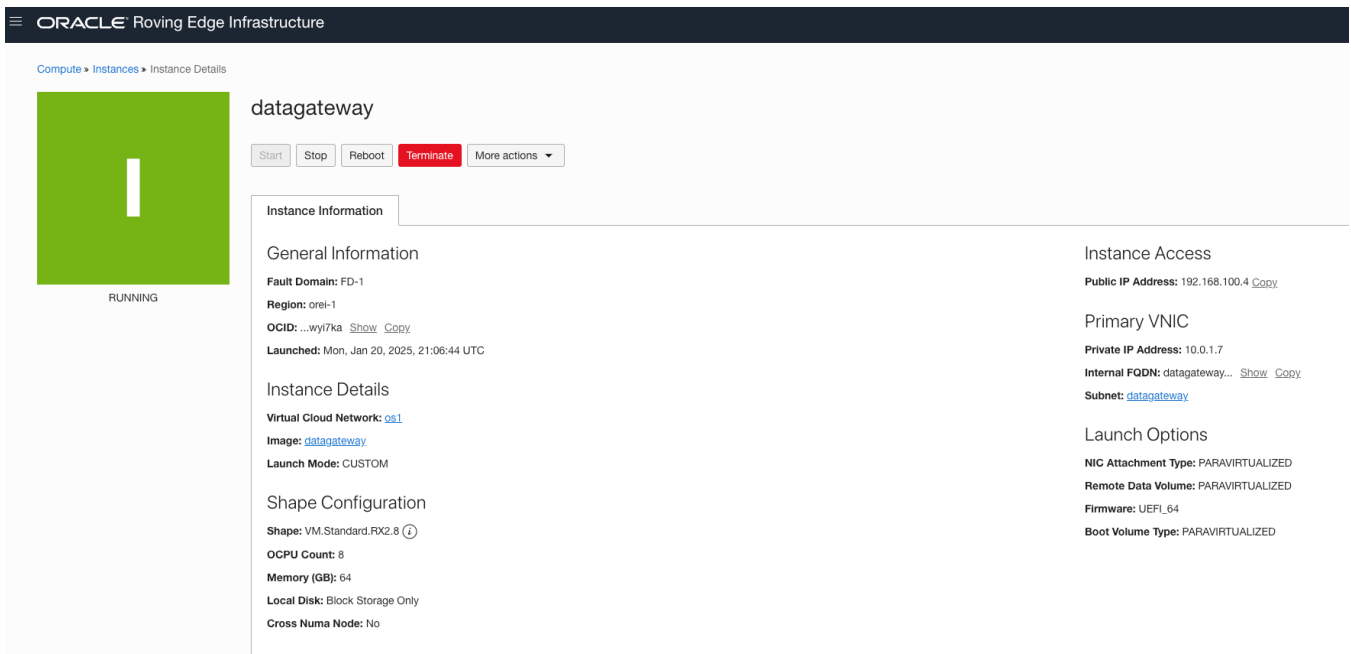 ORACLE Roving Edge Infrastructure
Compute » Instances » Instance Details
datagateway
Start Stop Reboot Terminate More actions
RUNNING
Instance Information
General Information
Fault Domain: FD-1
Region: orei-1
OCID: ...wyi7ka Show Copy
Launched: Mon, Jan 20, 2025, 21:06:44 UTC
Instance Details
Virtual Cloud Network: os1
Image: datagateway
Launch Mode: CUSTOM
Shape Configuration
Shape: VM.Standard.RX2.8
OCPU Count: 8
Memory (GB): 64
Local Disk: Block Storage Only
Cross Numa Node: No
Instance Access
Public IP Address: 192.168.100.4 Copy
Primary VNIC
Private IP Address: 10.0.1.7
Internal FQDN: datagateway... Show Copy
Subnet: datagateway
Launch Options
NIC Attachment Type: PARAVIRTUALIZED
Remote Data Volume: PARAVIRTUALIZED
Firmware: UEFI_64
Boot Volume Type: PARAVIRTUALIZED